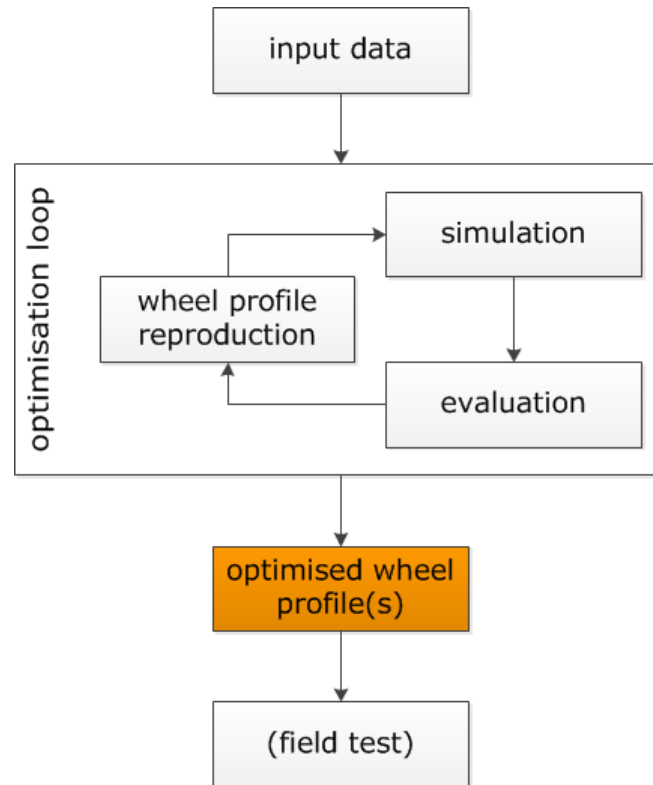 input data
optimisation loop
simulation
wheel profile
reproduction
evaluation
optimised wheel
profile(s)
(field test)